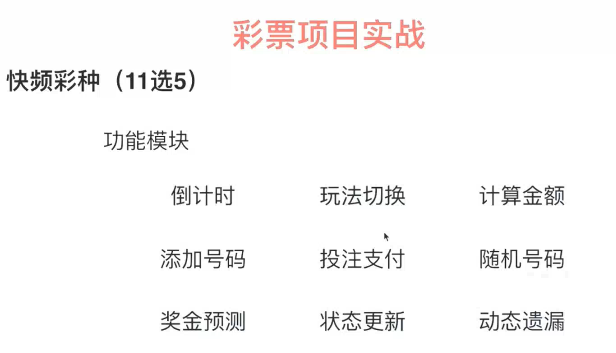 彩票项目实战
快频彩种（11选5）
功能模块
倒计时 玩法切换 计算金额
添加号码 投注支付 随机号码
奖金预测 状态更新 动态遗漏